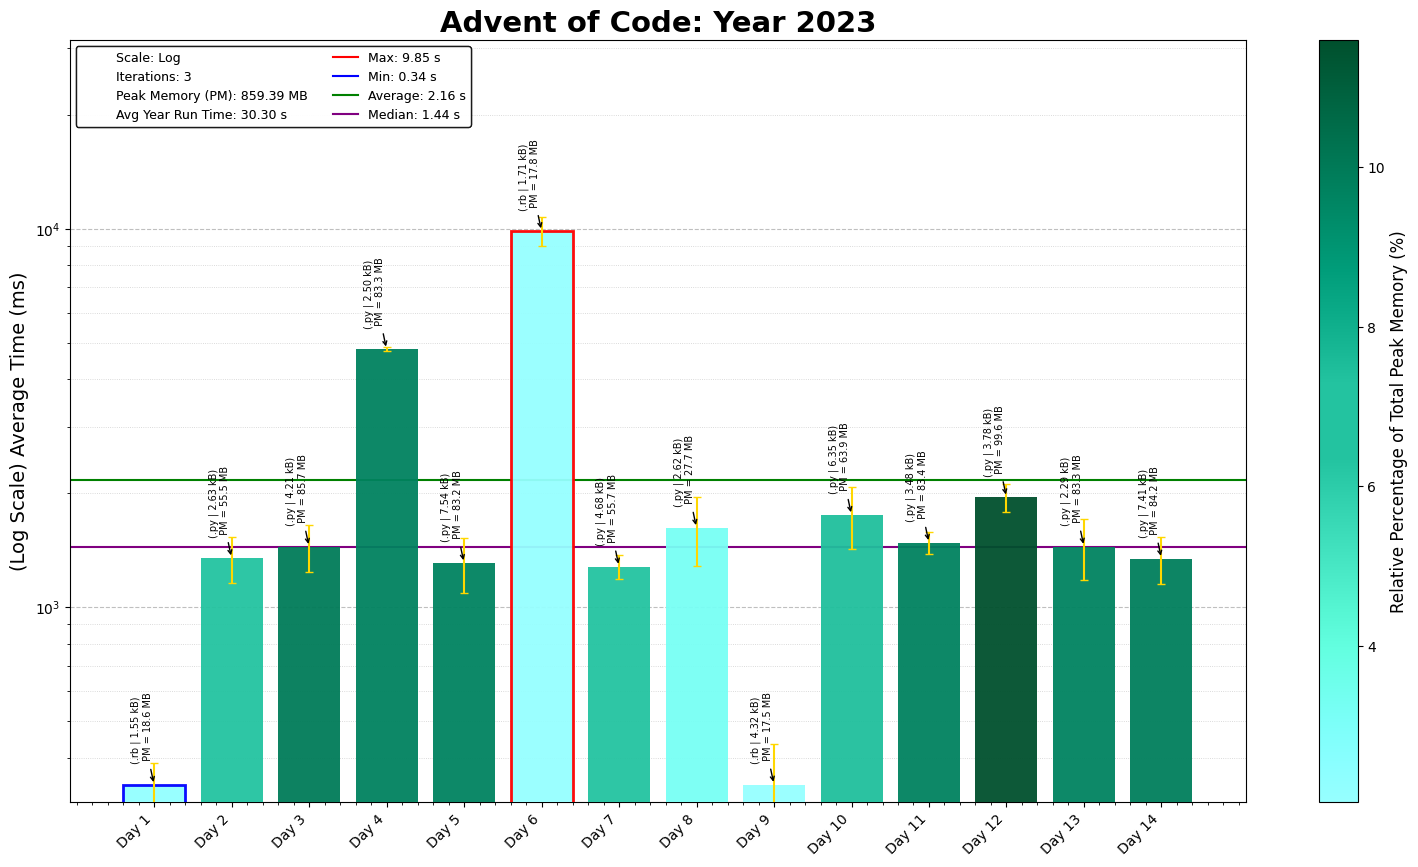 Advent of Code: Year 2023
Scale: Log
Iterations: 3
Peak Memory (PM): 859.39 MB
Avg Year Run Time: 30.30 s
Max: 9.85 s
Min: 0.34 s
Average: 2.16 s
Median: 1.44 s
(Log Scale) Average Time (ms)
10^4
10^3
(.rb | 1.55 kB)
PM = 18.6 MB
(.py | 2.63 kB)
PM = 55.5 MB
(.py | 4.21 kB)
PM = 85.7 MB
(.py | 2.50 kB)
PM = 83.3 MB
(.py | 7.54 kB)
PM = 83.2 MB
(.rb | 1.71 kB)
PM = 17.8 MB
(.py | 4.68 kB)
PM = 55.7 MB
(.py | 2.62 kB)
PM = 27.7 MB
(.rb | 4.32 kB)
PM = 17.5 MB
(.py | 6.35 kB)
PM = 63.9 MB
(.py | 3.48 kB)
PM = 83.4 MB
(.py | 3.78 kB)
PM = 99.6 MB
(.py | 2.29 kB)
PM = 83.3 MB
(.py | 7.41 kB)
PM = 84.2 MB
Day 1
Day 2
Day 3
Day 4
Day 5
Day 6
Day 7
Day 8
Day 9
Day 10
Day 11
Day 12
Day 13
Day 14
10
8
6
4
Relative Percentage of Total Peak Memory (%)